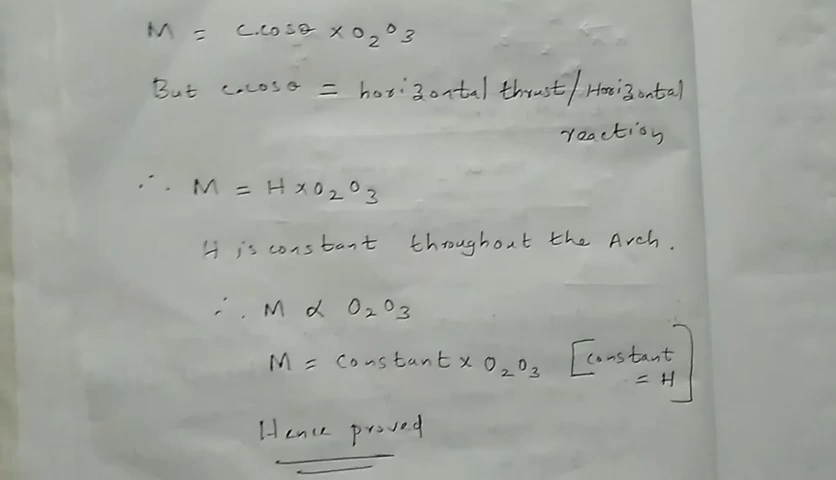 M = C.cosθ × O₂O₃
But c.cosθ = horizontal thrust/Horizontal
reaction
∴ M = H × O₂O₃
H is constant throughout the Arch.
∴ M ∝ O₂O₃
M = constant × O₂O₃ [constant
= H]
Hence proved